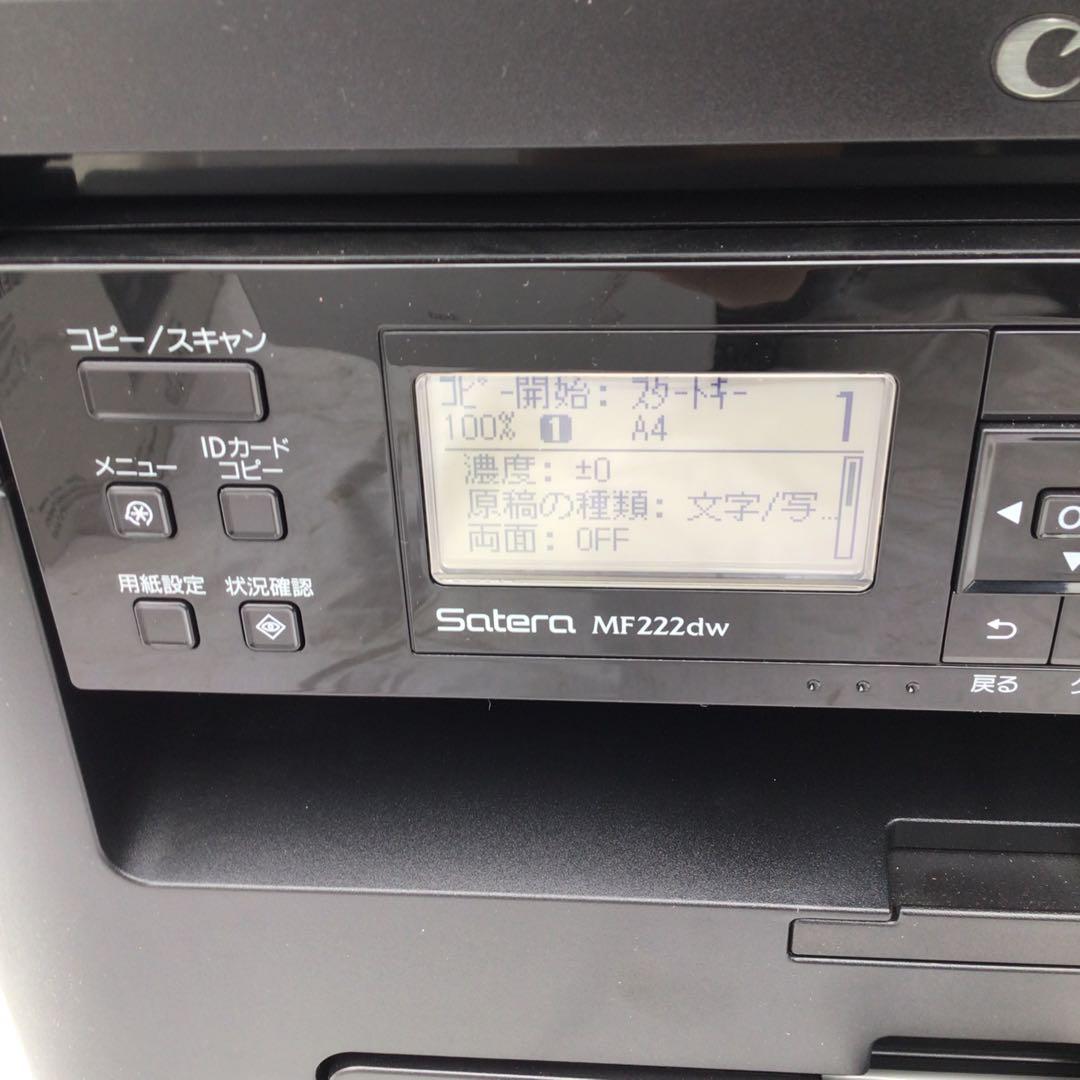 コピー/スキャン
メニュー
IDカード
コピー
用紙設定
状況確認
ｺﾋﾟｰ開始: ｽﾀｰﾄｷｰ
100% 1 A4
1
濃度: ±0
原稿の種類: 文字/写...
両面: OFF
Satera MF222dw
戻る